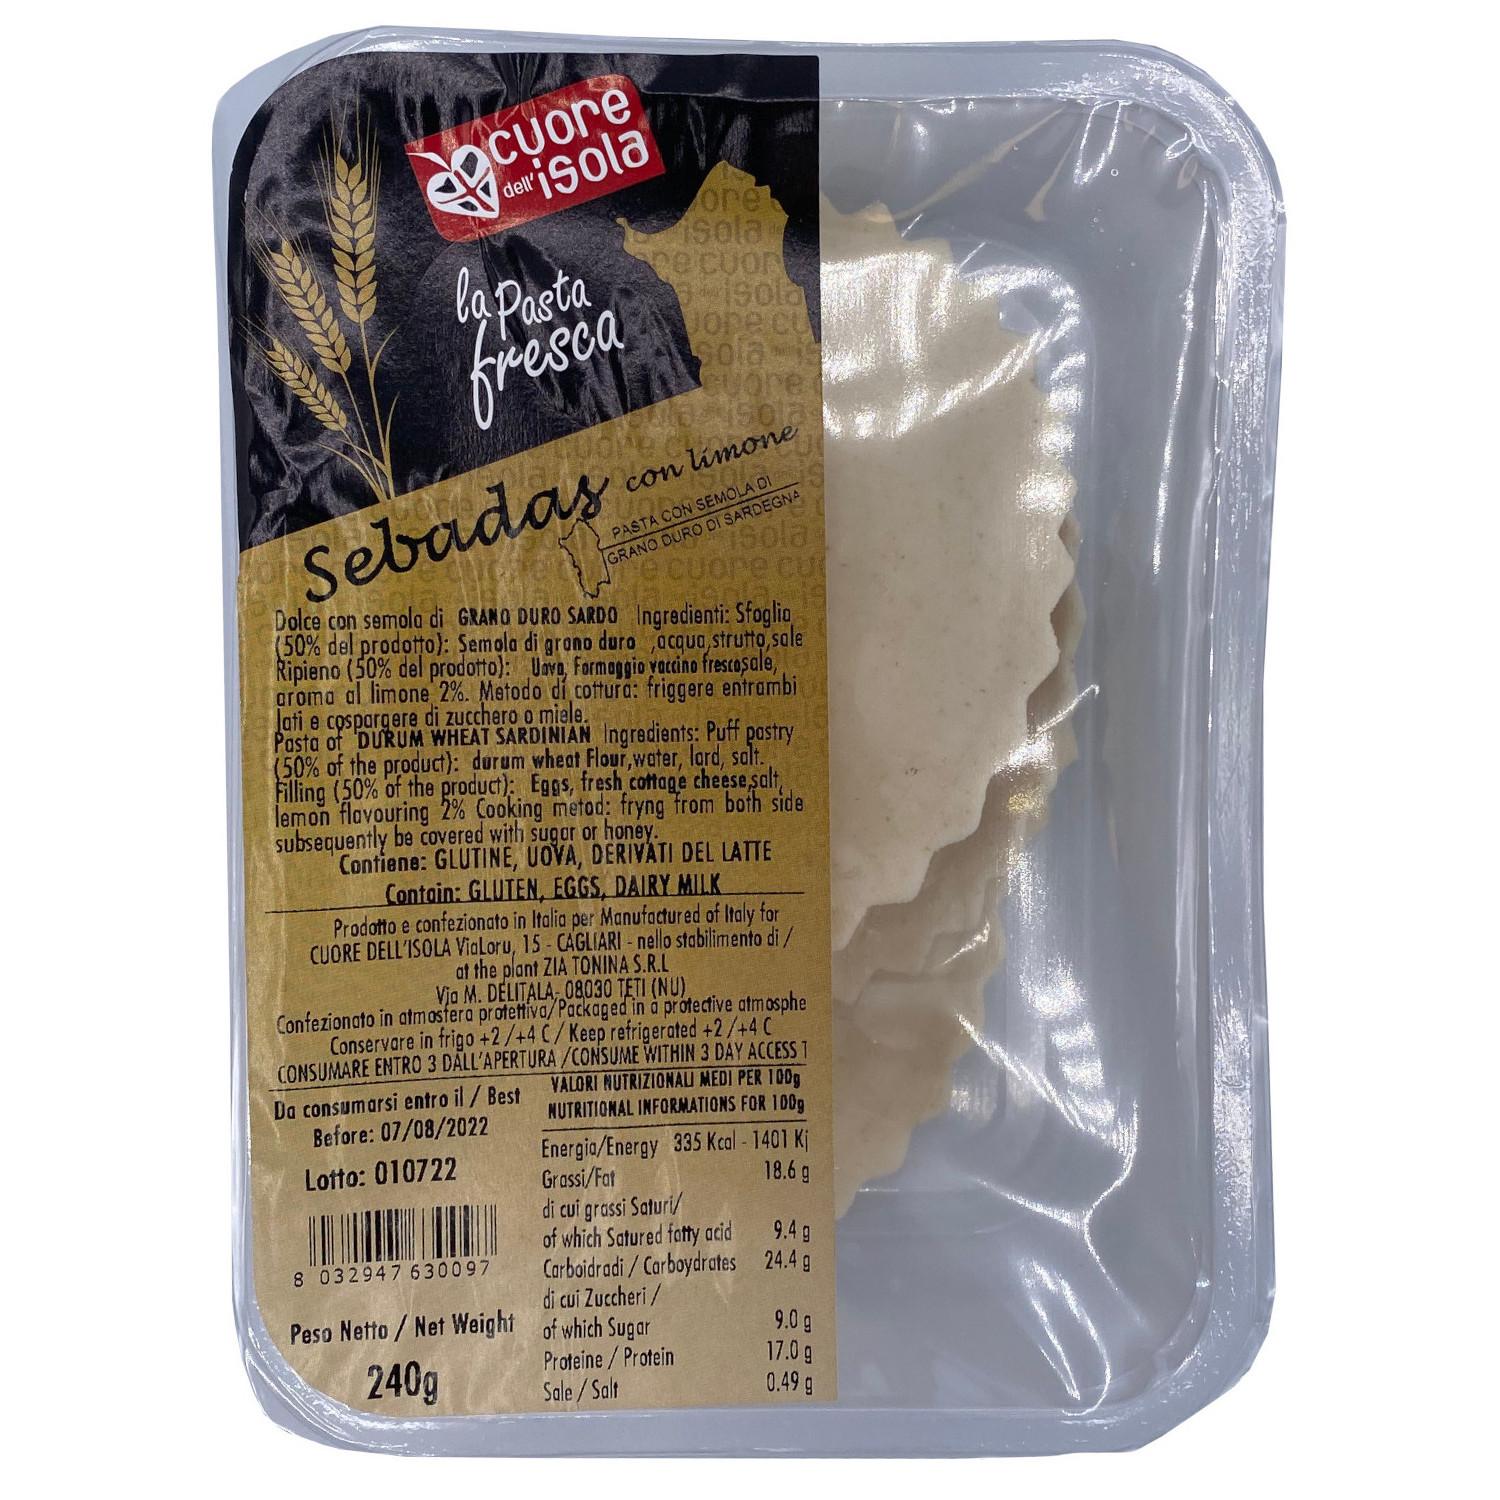 cuore
dell'isola
la Pasta
fresca
Sebadas con limone
PASTA CON SEMOLA DI
GRANO DURO DI SARDEGNA
Dolce con semola di GRANO DURO SARDO Ingredienti: Sfoglia
(50% del prodotto): Semola di grano duro ,acqua,strutto,sale
Ripieno (50% del prodotto): Uova, Formaggio vaccino fresco,sale,
aroma al limone 2%. Metodo di cottura: friggere entrambi
lati e cospargere di zucchero o miele.
Pasta of DURUM WHEAT SARDINIAN Ingredients: Puff pastry
(50% of the product): durum wheat Flour,water, lard, salt.
Filling (50% of the product): Eggs, fresh cottage cheese,salt,
lemon flavouring 2% Cooking metod: fryng from both side
subsequently be covered with sugar or honey.
Contiene: GLUTINE, UOVA, DERIVATI DEL LATTE
Contain: GLUTEN, EGGS, DAIRY MILK
Prodotto e confezionato in Italia per Manufactured of Italy for
CUORE DELL'ISOLA ViaLoru, 15 - CAGLIARI - nello stabilimento di /
at the plant ZIA TONINA S.R.L
Via M. DELITALA- 08030 TETI (NU)
Confezionato in atmosfera protettiva/Packaged in a protective atmosphe
Conservare in frigo +2 /+4 C / Keep refrigerated +2 /+4 C
CONSUMARE ENTRO 3 DALL'APERTURA /CONSUME WITHIN 3 DAY ACCESS T
Da consumarsi entro il / Best
Before: 07/08/2022
Lotto: 010722
8 032947 630097
Peso Netto / Net Weight
240g
VALORI NUTRIZIONALI MEDI PER 100g
NUTRITIONAL INFORMATIONS FOR 100g
Energia/Energy 335 Kcal - 1401 Kj
Grassi/Fat 18.6 g
di cui grassi Saturi/
of which Satured fatty acid 9.4 g
Carboidradi / Carboydrates 24.4 g
di cui Zuccheri /
of which Sugar 9.0 g
Proteine / Protein 17.0 g
Sale / Salt 0.49 g